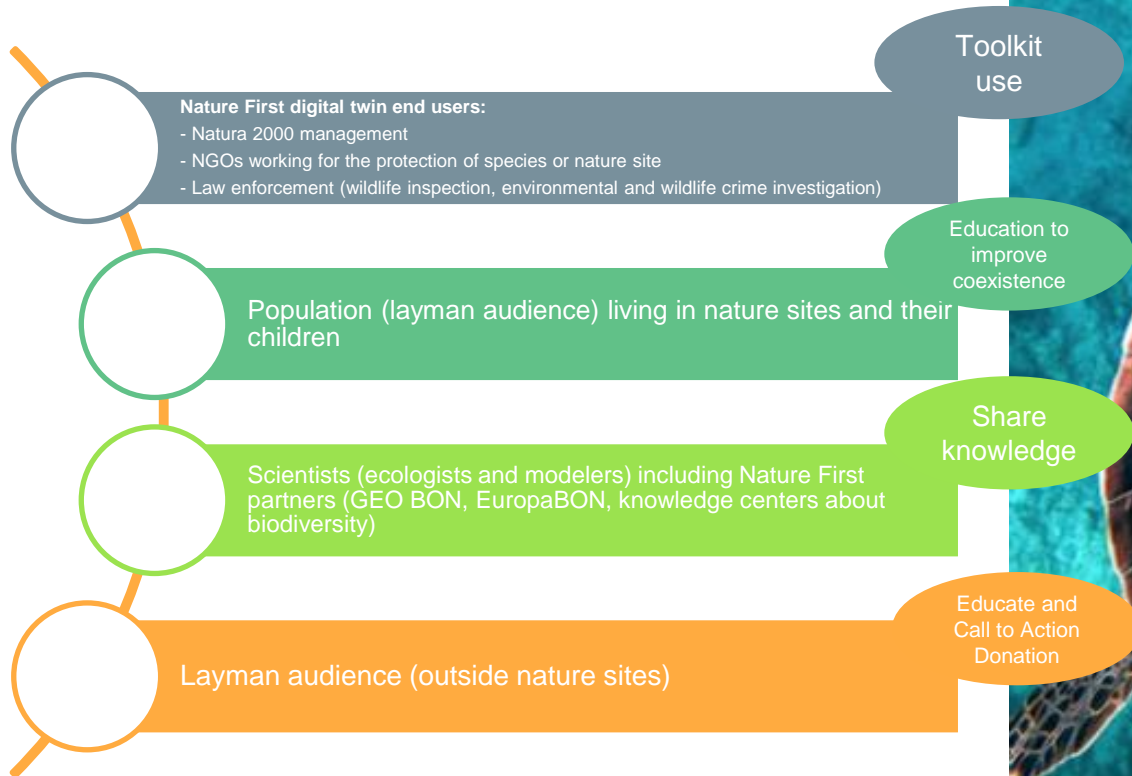 Toolkit
use
Nature First digital twin end users:
- Natura 2000 management
- NGOs working for the protection of species or nature site
- Law enforcement (wildlife inspection, environmental and wildlife crime investigation)
Education to
improve
coexistence
Population (layman audience) living in nature sites and their
children
Share
knowledge
Scientists (ecologists and modelers) including Nature First
partners (GEO BON, EuropaBON, knowledge centers about
biodiversity)
Educate and
Call to Action
Donation
Layman audience (outside nature sites)